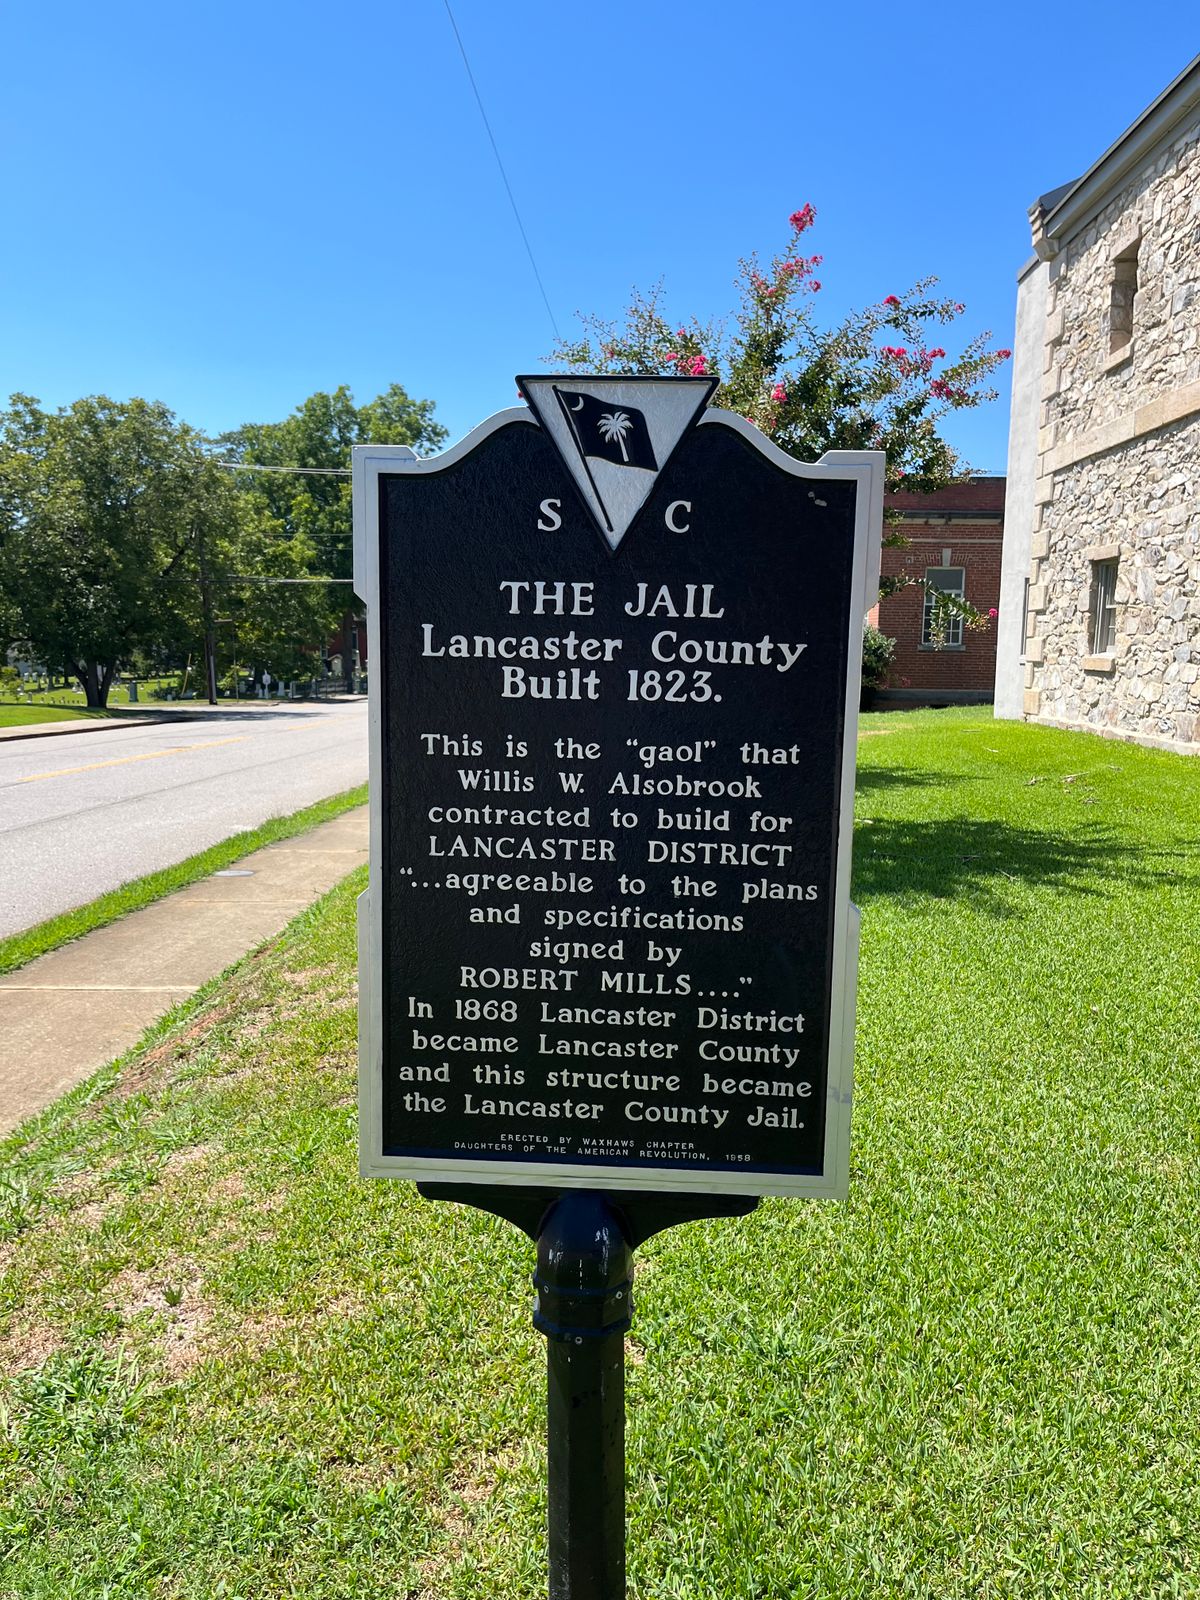 S C
THE JAIL
Lancaster County
Built 1823.
This is the “gaol” that
Willis W. Alsobrook
contracted to build for
LANCASTER DISTRICT
“...agreeable to the plans
and specifications
signed by
ROBERT MILLS....”
In 1868 Lancaster District
became Lancaster County
and this structure became
the Lancaster County Jail.
ERECTED BY WAXHAWS CHAPTER
DAUGHTERS OF THE AMERICAN REVOLUTION, 1958